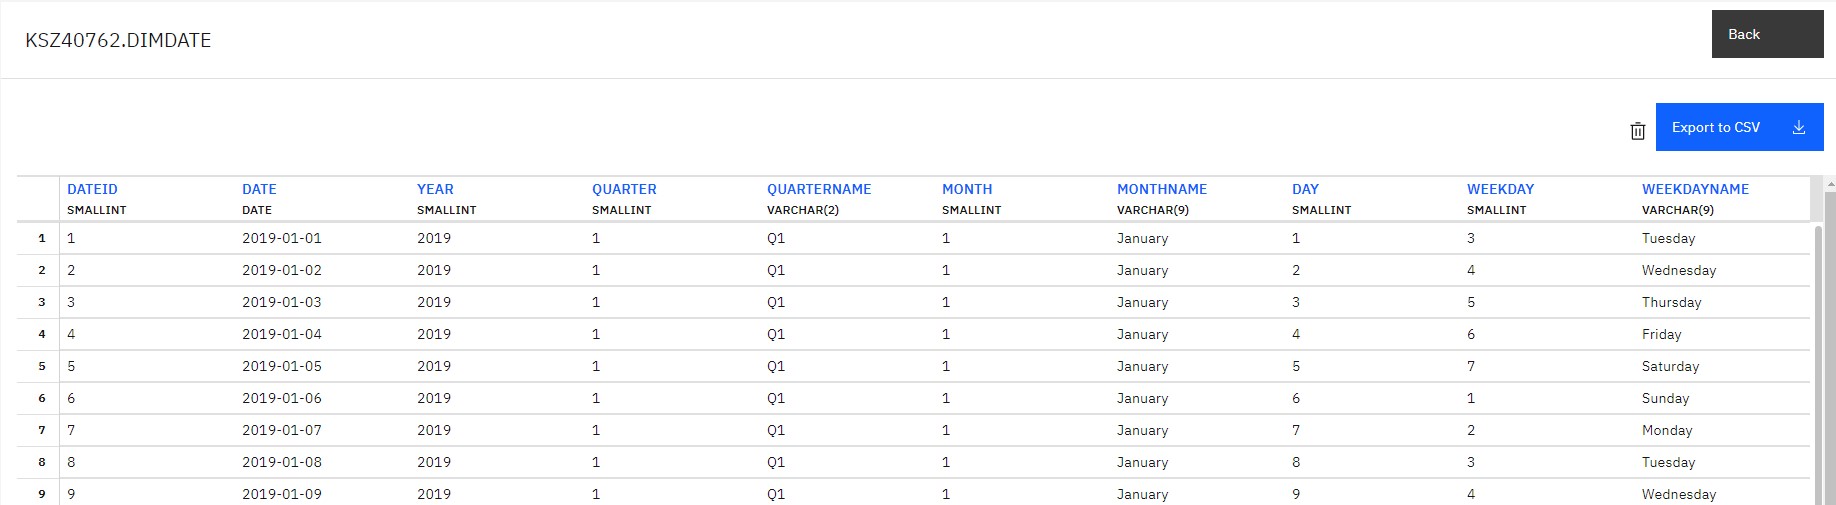 KSZ40762.DIMDATE
Back
Export to CSV
DATEID DATE YEAR QUARTER QUARTERNAME MONTH MONTHNAME DAY WEEKDAY WEEKDAYNAME
SMALLINT DATE SMALLINT SMALLINT VARCHAR(2) SMALLINT VARCHAR(9) SMALLINT SMALLINT VARCHAR(9)
1 1 2019-01-01 2019 1 Q1 1 January 1 3 Tuesday
2 2 2019-01-02 2019 1 Q1 1 January 2 4 Wednesday
3 3 2019-01-03 2019 1 Q1 1 January 3 5 Thursday
4 4 2019-01-04 2019 1 Q1 1 January 4 6 Friday
5 5 2019-01-05 2019 1 Q1 1 January 5 7 Saturday
6 6 2019-01-06 2019 1 Q1 1 January 6 1 Sunday
7 7 2019-01-07 2019 1 Q1 1 January 7 2 Monday
8 8 2019-01-08 2019 1 Q1 1 January 8 3 Tuesday
9 9 2019-01-09 2019 1 Q1 1 January 9 4 Wednesday